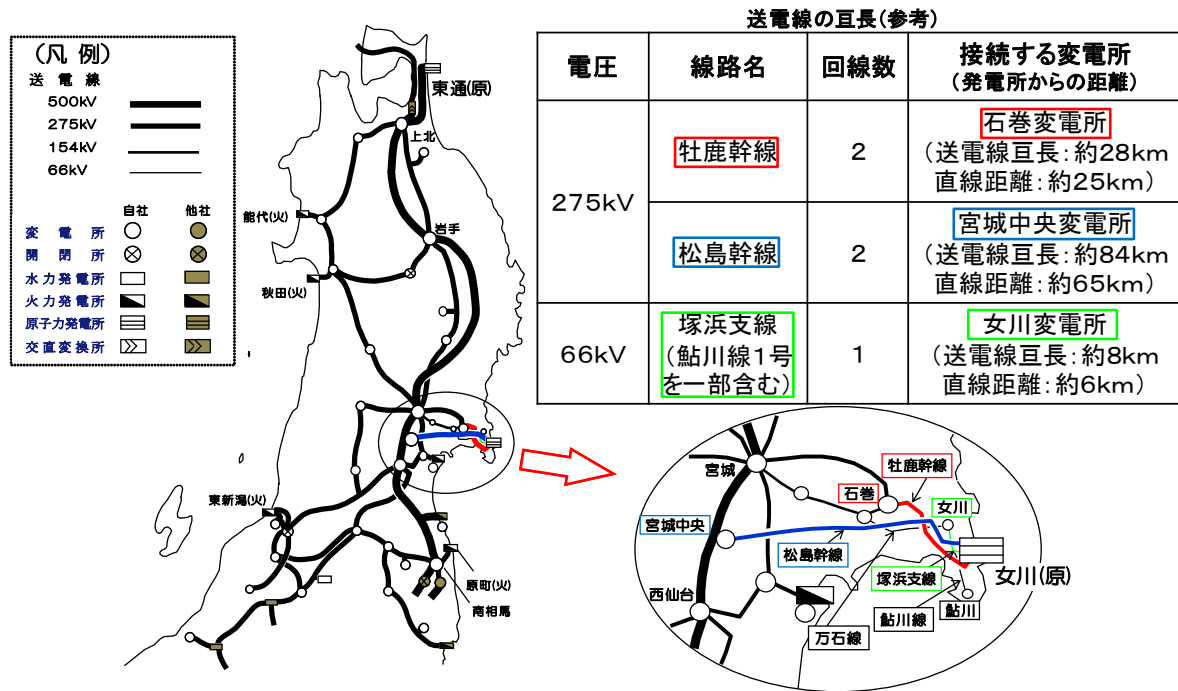 送電線の亘長(参考)
電圧 線路名 回線数 接続する変電所
(発電所からの距離)
275kV
牡鹿幹線 2 石巻変電所
(送電線亘長:約28km
直線距離:約25km)
松島幹線 2 宮城中央変電所
(送電線亘長:約84km
直線距離:約65km)
66kV 塚浜支線
(鮎川線1号
を一部含む)
1 女川変電所
(送電線亘長:約8km
直線距離:約6km)
(凡 例)
送 電 線
500kV
275kV
154kV
66kV
自社 他社
変 電 所
開 閉 所
水力発電所
火力発電所
原子力発電所
交直変換所
東通(原)
上北
能代(火)
岩手
秋田(火)
東新潟(火)
原町(火)
南相馬
宮城
牡鹿幹線
石巻
女川
宮城中央
松島幹線
塚浜支線
女川(原)
西仙台
鮎川線
鮎川
万石線